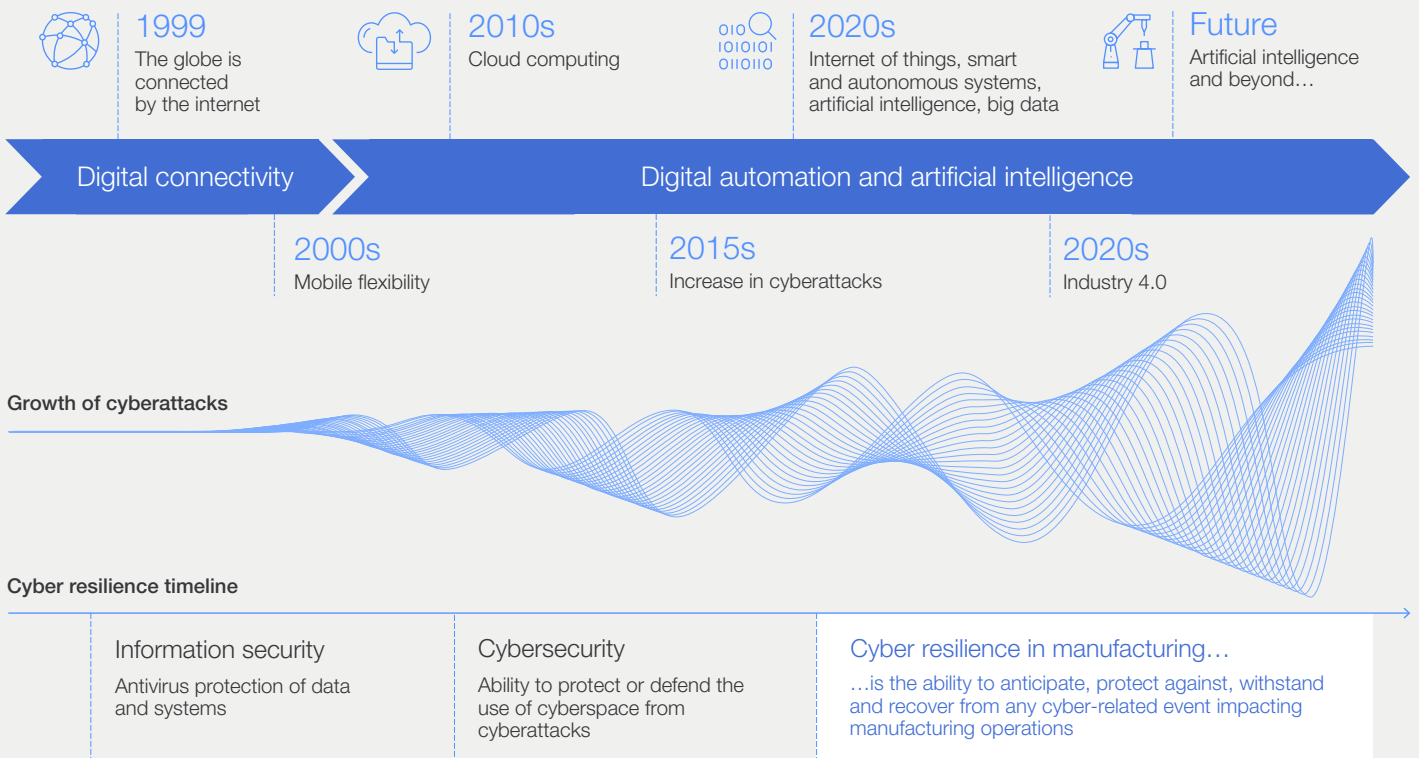 1999
The globe is
connected
by the internet
2010s
Cloud computing
010
1010101
0110110
2020s
Internet of things, smart
and autonomous systems,
artificial intelligence, big data
Future
Artificial intelligence
and beyond…
Digital connectivity
Digital automation and artificial intelligence
2000s
Mobile flexibility
2015s
Increase in cyberattacks
2020s
Industry 4.0
Growth of cyberattacks
Cyber resilience timeline
Information security
Antivirus protection of data
and systems
Cybersecurity
Ability to protect or defend the
use of cyberspace from
cyberattacks
Cyber resilience in manufacturing…
…is the ability to anticipate, protect against, withstand
and recover from any cyber-related event impacting
manufacturing operations